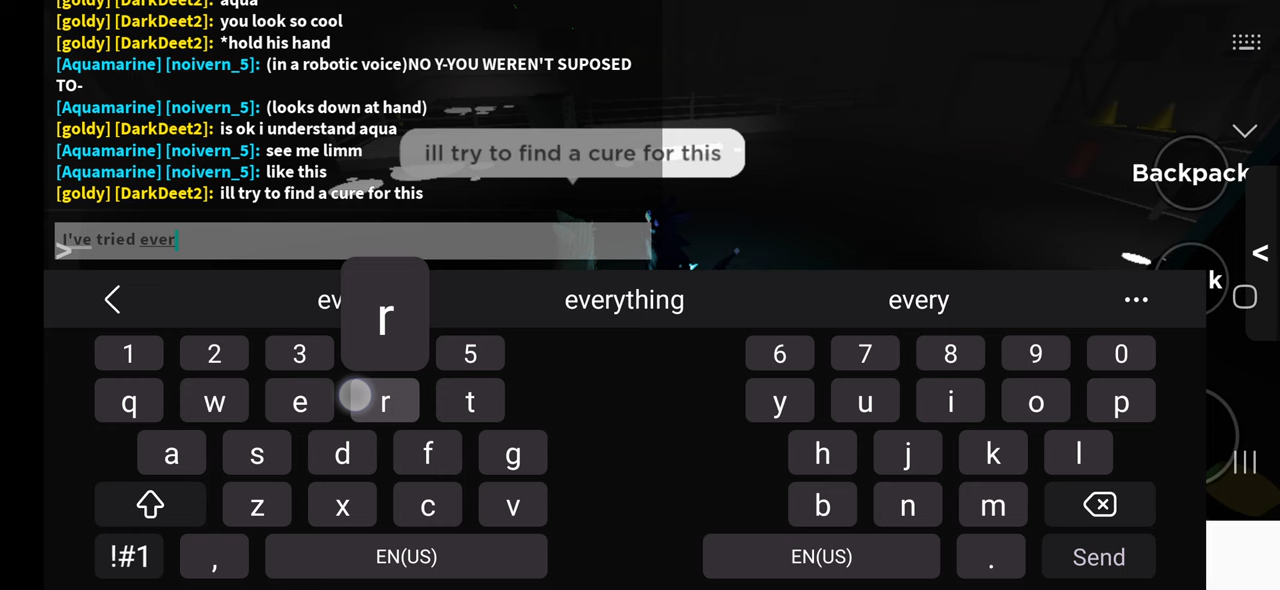 [goldy] [DarkDeet2]: aqua
[goldy] [DarkDeet2]: you look so cool
[goldy] [DarkDeet2]: *hold his hand
[Aquamarine] [noivern_5]: (in a robotic voice)NO Y-YOU WEREN'T SUPOSED
TO-
[Aquamarine] [noivern_5]: (looks down at hand)
[goldy] [DarkDeet2]: is ok i understand aqua
[Aquamarine] [noivern_5]: see me limm
[Aquamarine] [noivern_5]: like this
[goldy] [DarkDeet2]: ill try to find a cure for this
ill try to find a cure for this
Backpack
I've tried ever
>
<
k
everything every •••
r
1 2 3 5 6 7 8 9 0
q w e r t y u i o p
a s d f g h j k l
z x c v b n m
!#1 , EN(US) EN(US) . Send